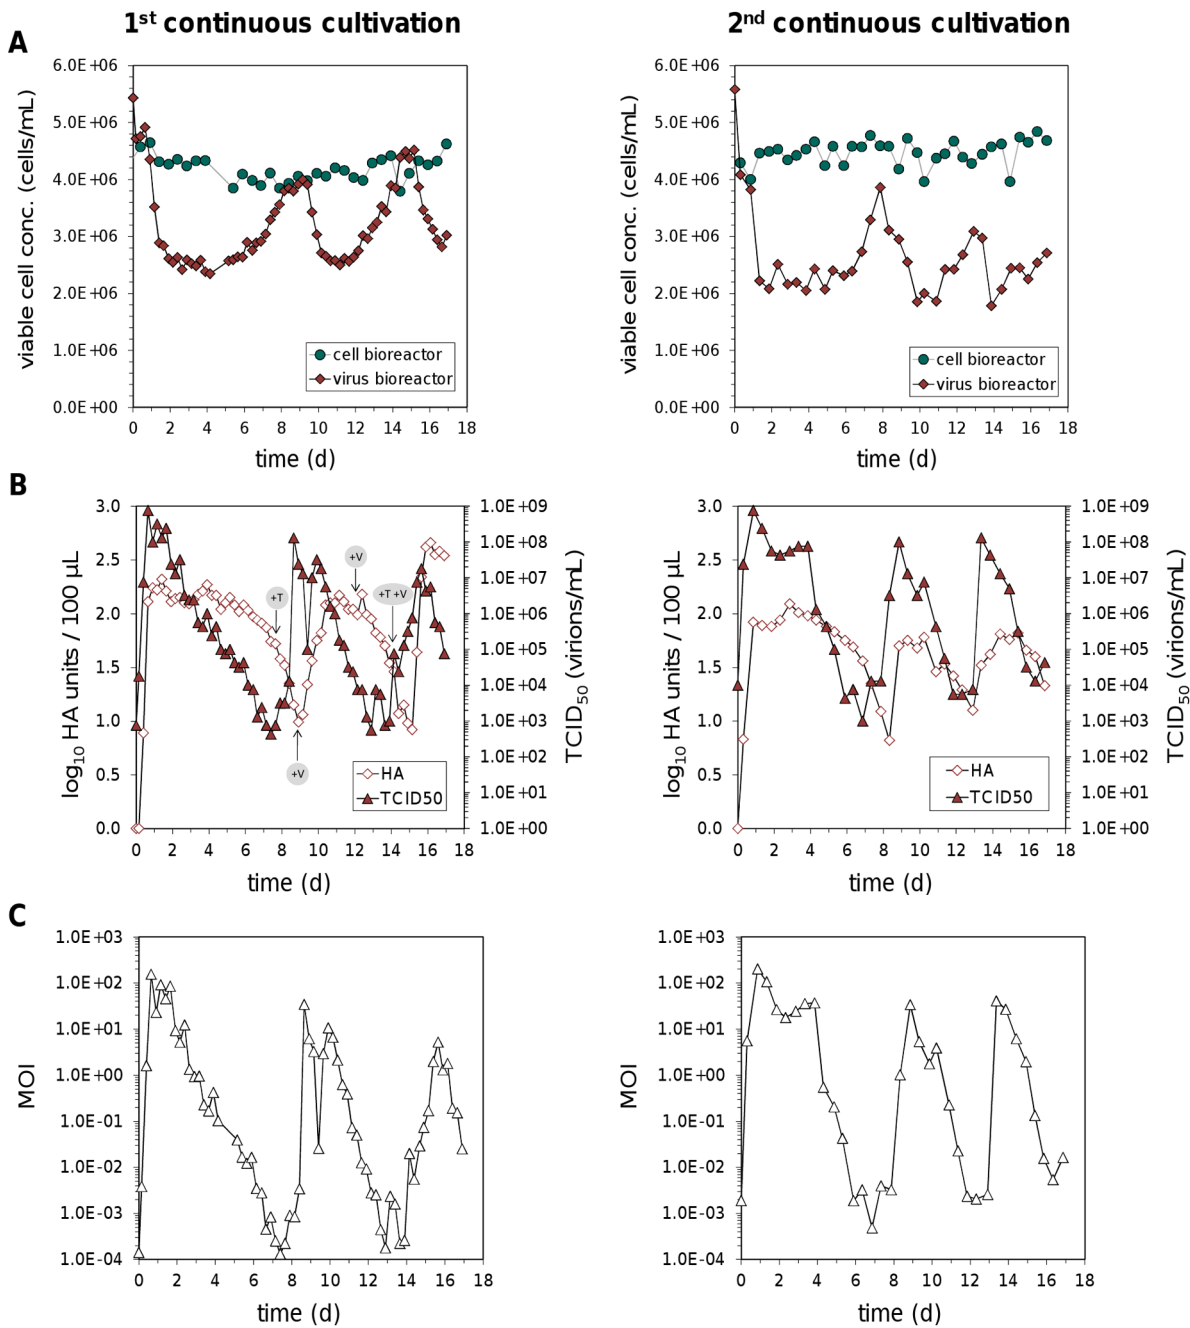 1st continuous cultivation
2nd continuous cultivation
A
viable cell conc. (cells/mL)
6.0E+06
5.0E+06
4.0E+06
3.0E+06
2.0E+06
1.0E+06
0.0E+00
cell bioreactor
virus bioreactor
0 2 4 6 8 10 12 14 16 18
time (d)
viable cell conc. (cells/mL)
6.0E+06
5.0E+06
4.0E+06
3.0E+06
2.0E+06
1.0E+06
0.0E+00
cell bioreactor
virus bioreactor
0 2 4 6 8 10 12 14 16 18
time (d)
B
log10 HA units / 100 µL
3.0
2.5
2.0
1.5
1.0
0.5
0.0
+T
+V
+V
+T +V
HA
TCID50
1.0E+09
1.0E+08
1.0E+07
1.0E+06
1.0E+05
1.0E+04
1.0E+03
1.0E+02
1.0E+01
1.0E+00
TCID50 (virions/mL)
0 2 4 6 8 10 12 14 16 18
time (d)
log10 HA units / 100 µL
3.0
2.5
2.0
1.5
1.0
0.5
0.0
HA
TCID50
1.0E+09
1.0E+08
1.0E+07
1.0E+06
1.0E+05
1.0E+04
1.0E+03
1.0E+02
1.0E+01
1.0E+00
TCID50 (virions/mL)
0 2 4 6 8 10 12 14 16 18
time (d)
C
MOI
1.0E+03
1.0E+02
1.0E+01
1.0E+00
1.0E-01
1.0E-02
1.0E-03
1.0E-04
0 2 4 6 8 10 12 14 16 18
time (d)
MOI
1.0E+03
1.0E+02
1.0E+01
1.0E+00
1.0E-01
1.0E-02
1.0E-03
1.0E-04
0 2 4 6 8 10 12 14 16 18
time (d)